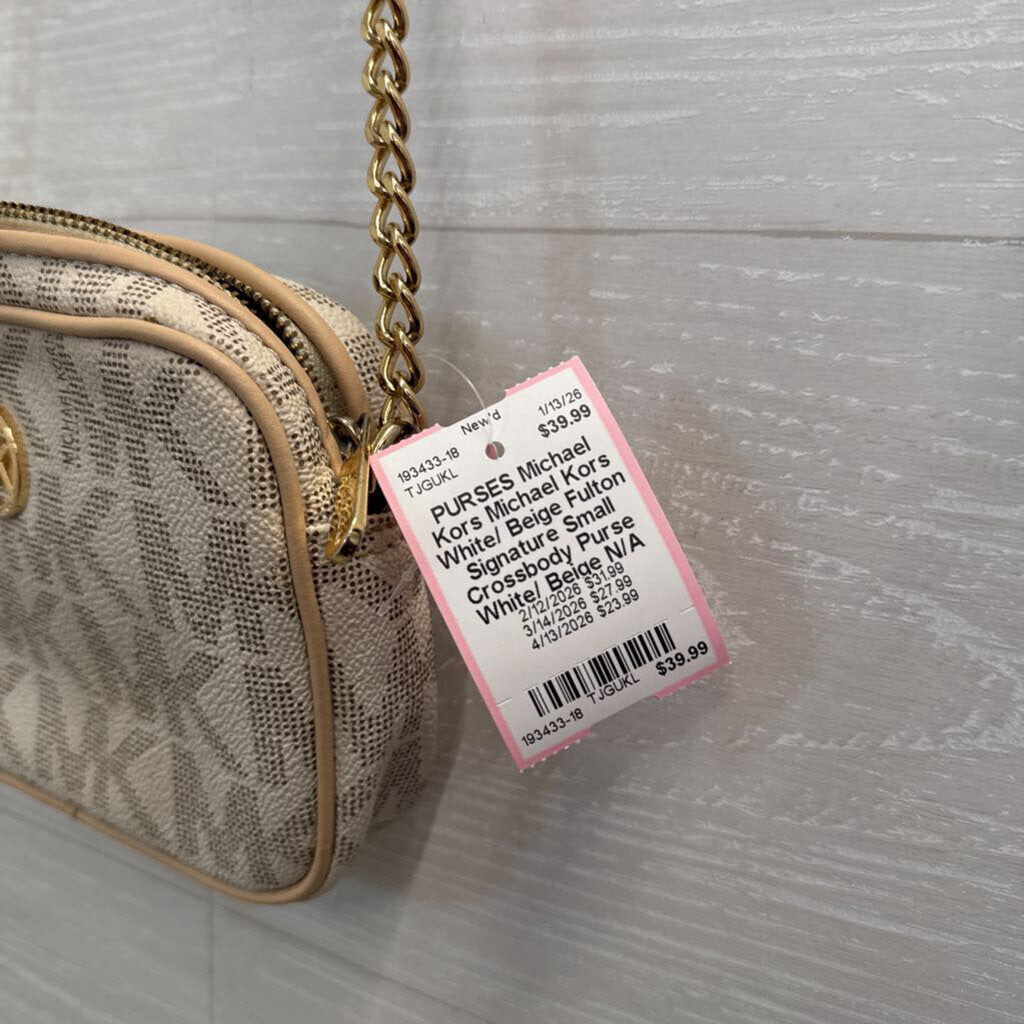 New'd
1/13/26
193433-18
$39.99
TJGUKL
PURSES Michael
Kors Michael Kors
White/ Beige Fulton
Signature Small
Crossbody Purse
White/ Beige N/A
2/12/2026 $31.99
3/14/2026 $27.99
4/13/2026 $23.99
193433-18 TJGUKL $39.99